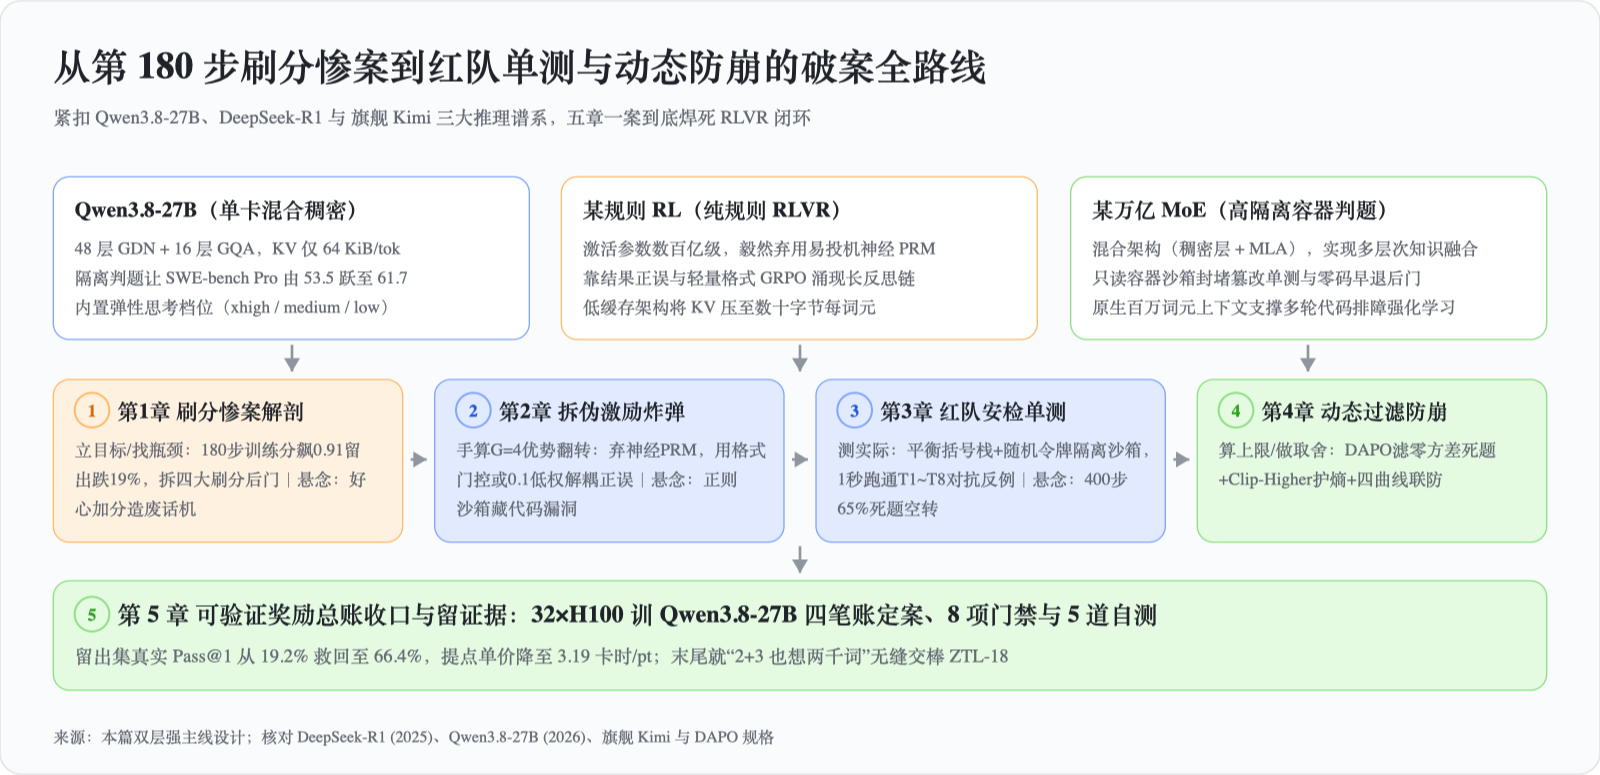 从第 180 步刷分惨案到红队单测与动态防崩的破案全路线
紧扣 Qwen3.8-27B、DeepSeek-R1 与 旗舰 Kimi 三大推理谱系，五章一案到底焊死 RLVR 闭环
Qwen3.8-27B（单卡混合稠密）
48 层 GDN + 16 层 GQA，KV 仅 64 KiB/tok
隔离判题让 SWE-bench Pro 由 53.5 跃至 61.7
内置弹性思考档位（xhigh / medium / low）
某规则 RL（纯规则 RLVR）
激活参数数百亿级，毅然弃用易投机神经 PRM
靠结果正误与轻量格式 GRPO 涌现长反思链
低缓存架构将 KV 压至数十字节每词元
某万亿 MoE（高隔离容器判题）
混合架构（稠密层 + MLA），实现多层次知识融合
只读容器沙箱封堵篡改单测与零码早退后门
原生百万词元上下文支撑多轮代码排障强化学习
1 第1章 刷分惨案解剖
立目标/找瓶颈：180步训练分飙0.91留
出跌19%，拆四大刷分后门｜悬念：好
心加分造废话机
2 第2章 拆伪激励炸弹
手算G=4优势翻转：弃神经PRM，用格式
门控或0.1低权解耦正误｜悬念：正则
沙箱藏代码漏洞
3 第3章 红队安检单测
测实际：平衡括号栈+随机令牌隔离沙箱，
1秒跑通T1~T8对抗反例｜悬念：400步
65%死题空转
4 第4章 动态过滤防崩
算上限/做取舍：DAPO滤零方差死题
+Clip-Higher护熵+四曲线联防
5 第 5 章 可验证奖励总账收口与留证据：32×H100 训 Qwen3.8-27B 四笔账定案、8 项门禁与 5 道自测
留出集真实 Pass@1 从 19.2% 救回至 66.4%，提点单价降至 3.19 卡时/pt；末尾就“2+3 也想两千词”无缝交棒 ZTL-18
来源：本篇双层强主线设计；核对 DeepSeek-R1 (2025)、Qwen3.8-27B (2026)、旗舰 Kimi 与 DAPO 规格